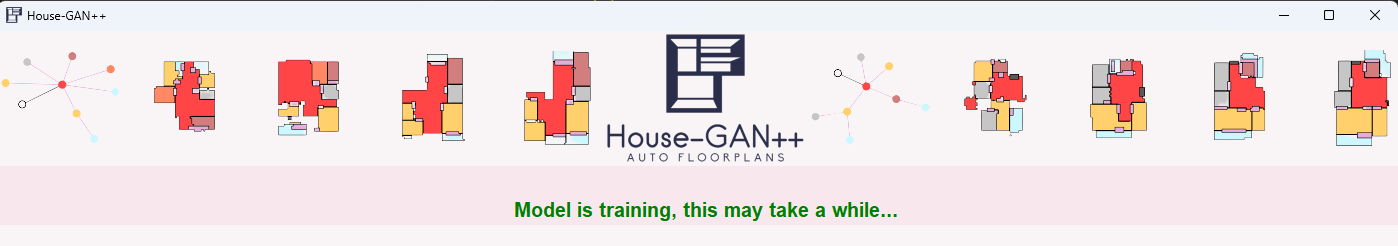 House-GAN++
House-GAN++
AUTO FLOORPLANS
Model is training, this may take a while...